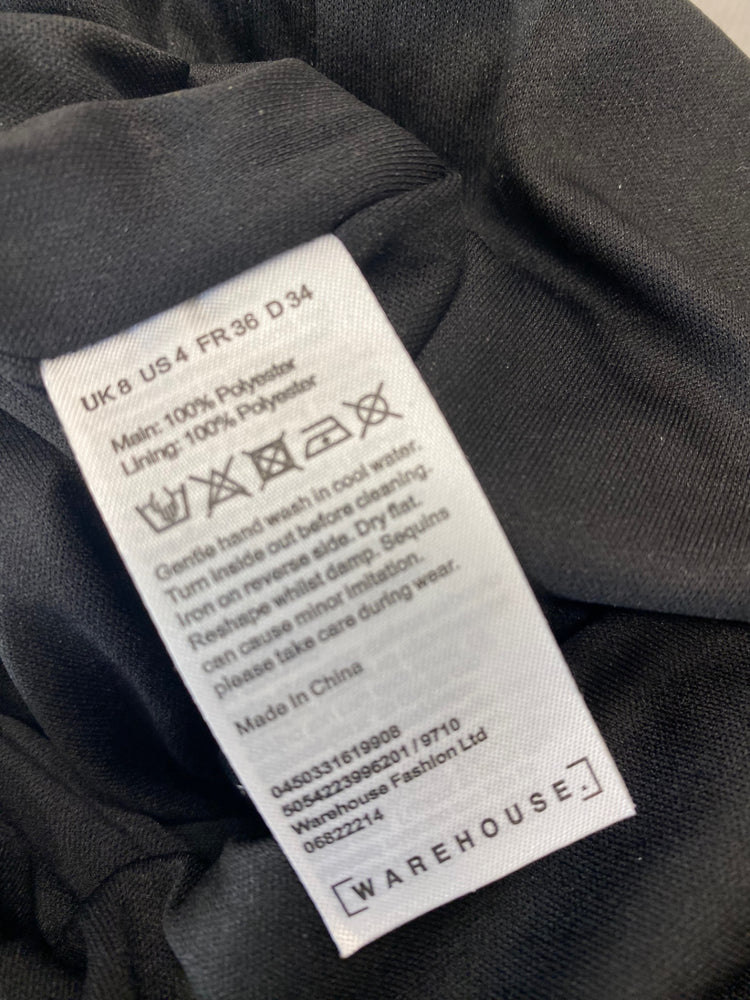 UK 8 US 4 FR 36 D 34
Main: 100% Polyester
Lining: 100% Polyester
Gentle hand wash in cool water.
Turn inside out before cleaning.
Iron on reverse side. Dry flat.
Reshape whilst damp. Sequins
can cause minor imitation.
please take care during wear.
Made in China
0450331619908
5054223996201 / 9710
Warehouse Fashion Ltd
06822214
WAREHOUSE.